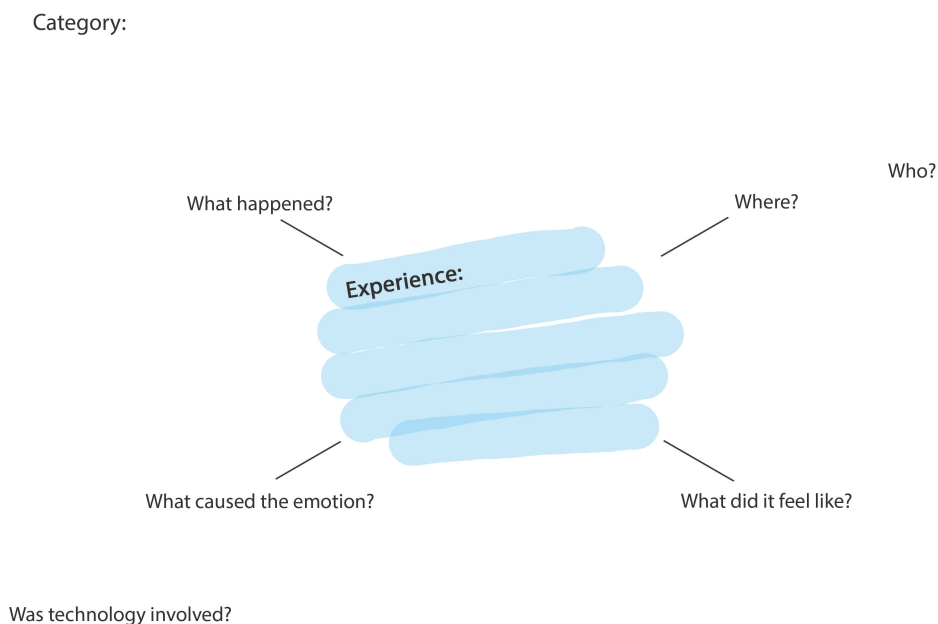 Category:
Who?
What happened?
Where?
Experience:
What caused the emotion?
What did it feel like?
Was technology involved?